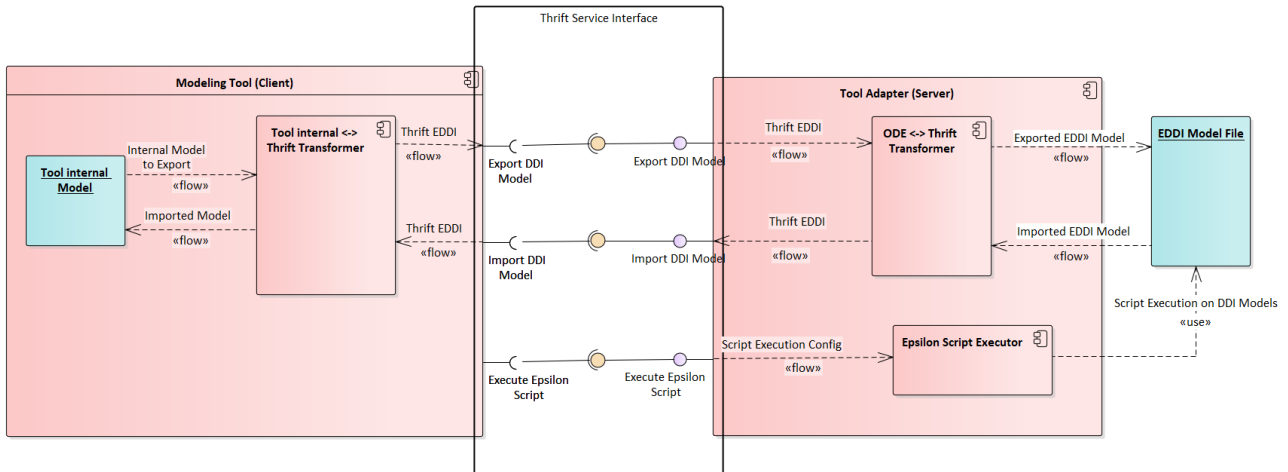 Thrift Service Interface
Modeling Tool (Client)
Tool internal <->
Thrift Transformer
Internal Model
to Export
«flow»
Tool internal
Model
Imported Model
«flow»
Thrift EDDI
«flow»
Thrift EDDI
«flow»
Export DDI
Model
Export DDI Model
Import DDI
Model
Import DDI Model
Execute Epsilon
Script
Execute Epsilon
Script
Tool Adapter (Server)
Thrift EDDI
«flow»
ODE <-> Thrift
Transformer
Thrift EDDI
«flow»
Script Execution Config
«flow»
Epsilon Script Executor
Exported EDDI Model
«flow»
Imported EDDI Model
«flow»
EDDI Model File
Script Execution on DDI Models
«use»